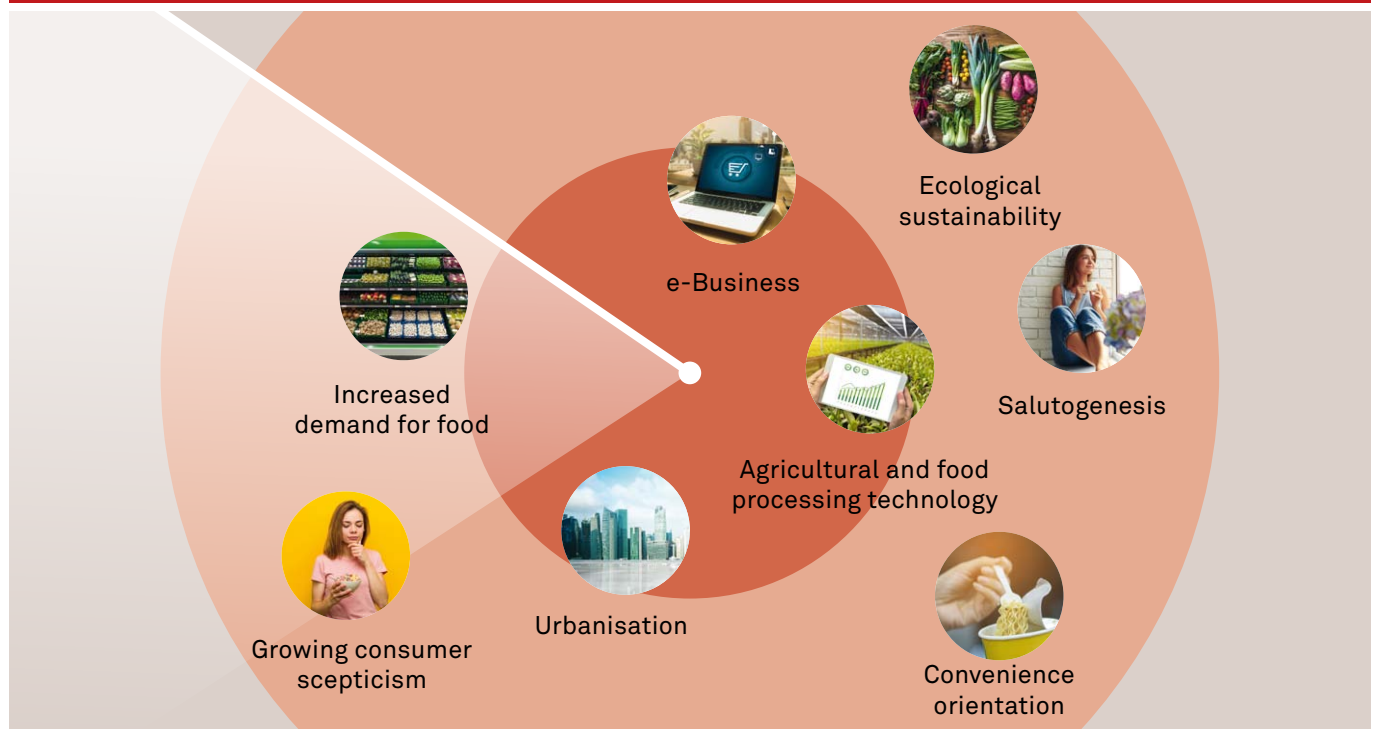 Ecological
sustainability
e-Business
Increased
demand for food
Salutogenesis
Agricultural and food
processing technology
Urbanisation
Growing consumer
scepticism
Convenience
orientation